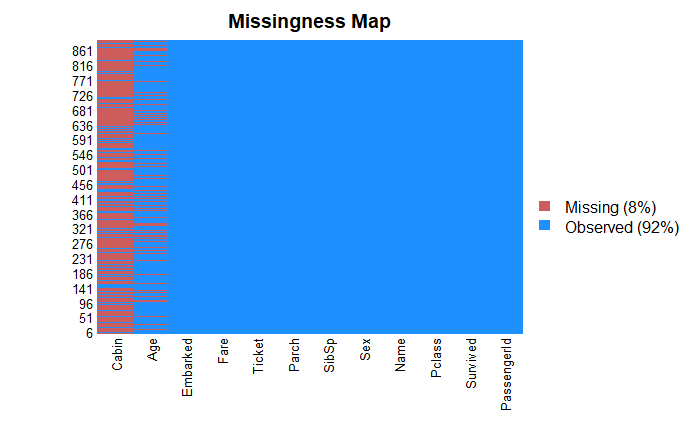 Missingness Map
861
816
771
726
681
636
591
546
501
456
411
366
321
276
231
186
141
96
51
6
Missing (8%)
Observed (92%)
Cabin
Age
Embarked
Fare
Ticket
Parch
SibSp
Sex
Name
Pclass
Survived
PassengerId